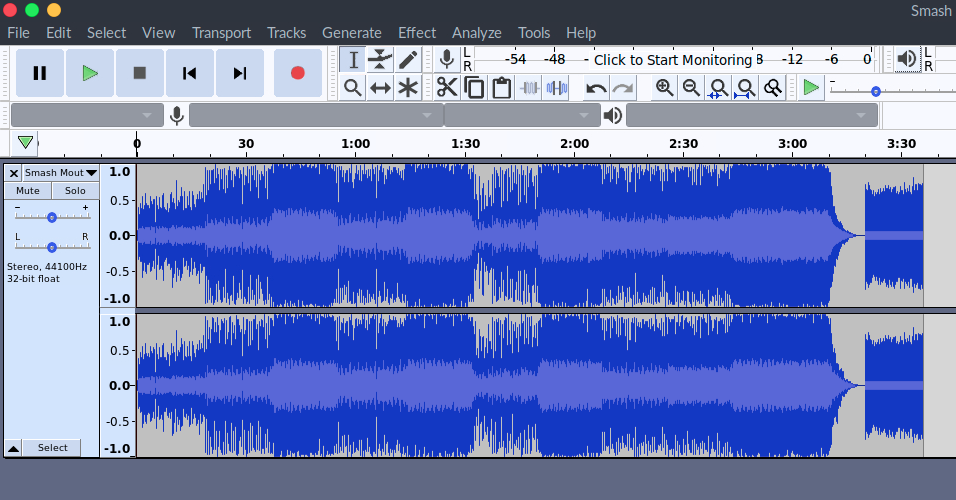 Smash
File Edit Select View Transport Tracks Generate Effect Analyze Tools Help
L
R
-54 -48 - Click to Start Monitoring 8 -12 -6 0
L
R
0 30 1:00 1:30 2:00 2:30 3:00 3:30
Smash Mout
Mute Solo
- +
L R
Stereo, 44100Hz
32-bit float
Select
1.0
0.5
0.0
-0.5
-1.0
1.0
0.5
0.0
-0.5
-1.0